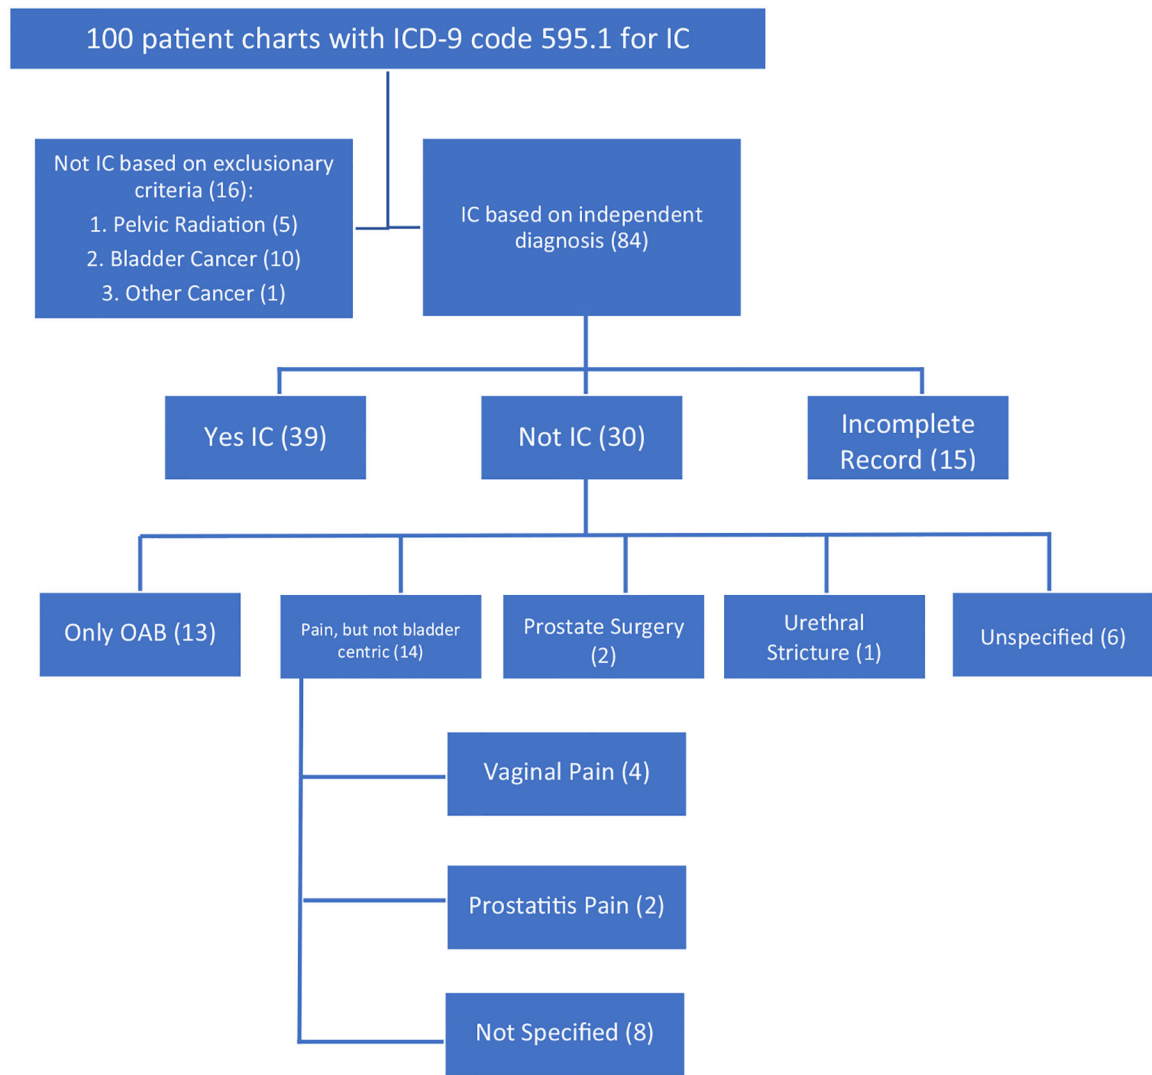 100 patient charts with ICD-9 code 595.1 for IC
Not IC based on exclusionary
criteria (16):
1. Pelvic Radiation (5)
2. Bladder Cancer (10)
3. Other Cancer (1)
IC based on independent
diagnosis (84)
Yes IC (39)
Not IC (30)
Incomplete
Record (15)
Only OAB (13)
Pain, but not bladder
centric (14)
Prostate Surgery
(2)
Urethral
Stricture (1)
Unspecified (6)
Vaginal Pain (4)
Prostatitis Pain (2)
Not Specified (8)